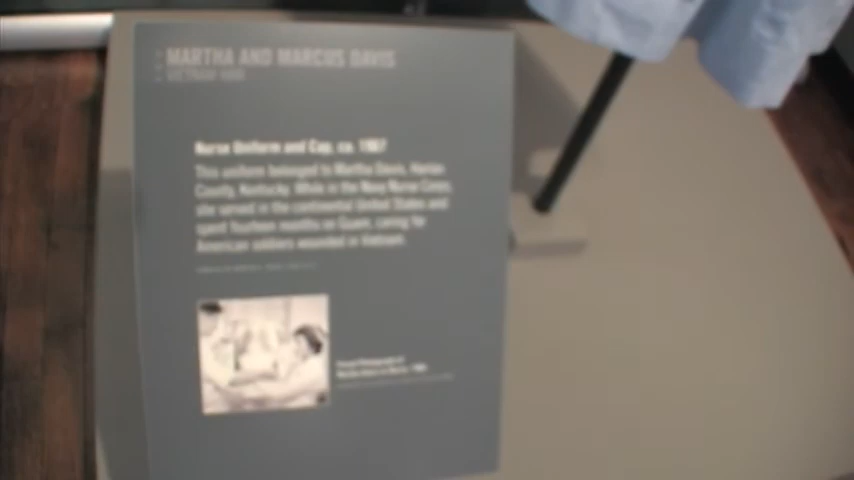 MARTHA AND MARCUS DAVIS
VIETNAM WAR
Nurse Uniform and Cap, ca. 1967
This uniform belonged to Martha Davis,
County, Kentucky. While in the Navy Nurse Corps,
she served in the continental United States and
spent fourteen months on Guam, caring for
American soldiers wounded in Vietnam.